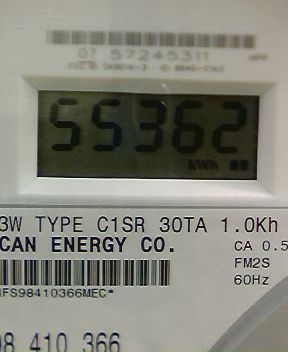 07 57245311
55362
kWh
3W TYPE C1SR 30TA 1.0Kh
CAN ENERGY CO.
CA 0.5
FM2S
60Hz
IFS98410366MEC*
98 410 366